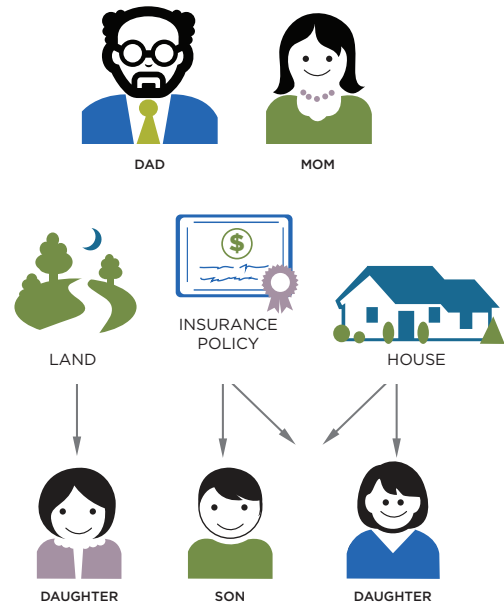 DAD
MOM
$
INSURANCE
POLICY
LAND
HOUSE
DAUGHTER
SON
DAUGHTER